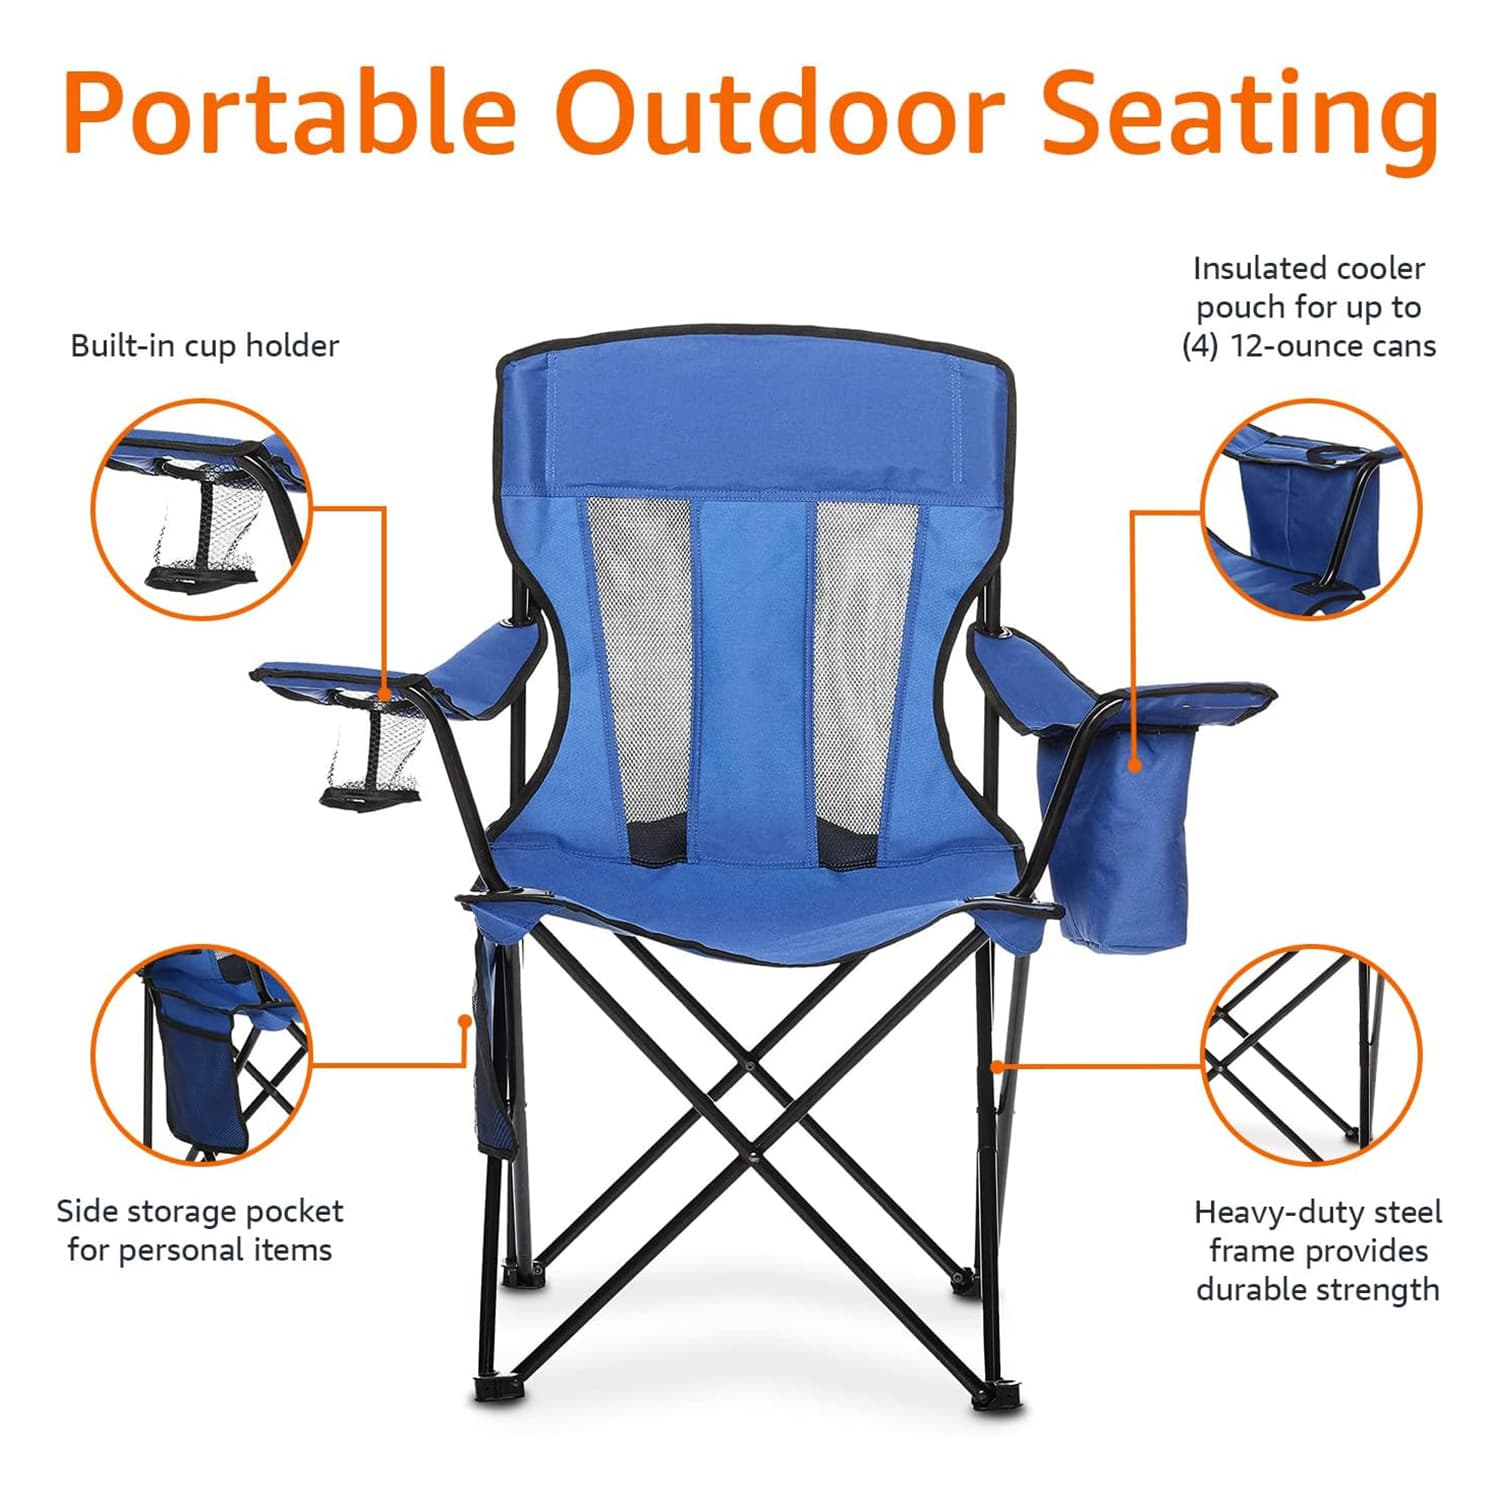 Portable Outdoor Seating
Built-in cup holder
Insulated cooler
pouch for up to
(4) 12-ounce cans
Side storage pocket
for personal items
Heavy-duty steel
frame provides
durable strength